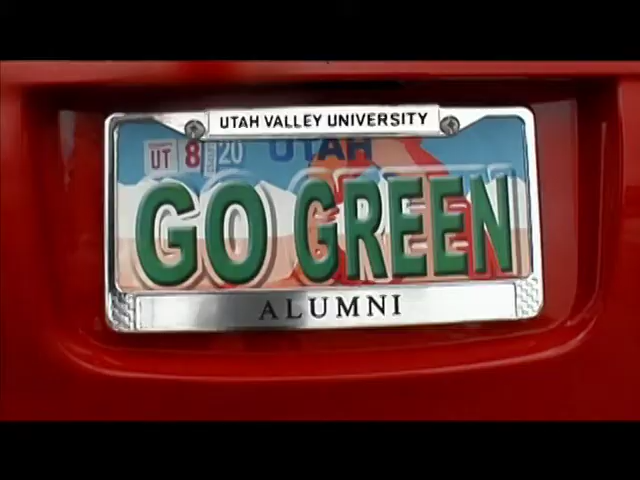 UTAH VALLEY UNIVERSITY
UT 8 20 UTAH
GO GREEN
ALUMNI